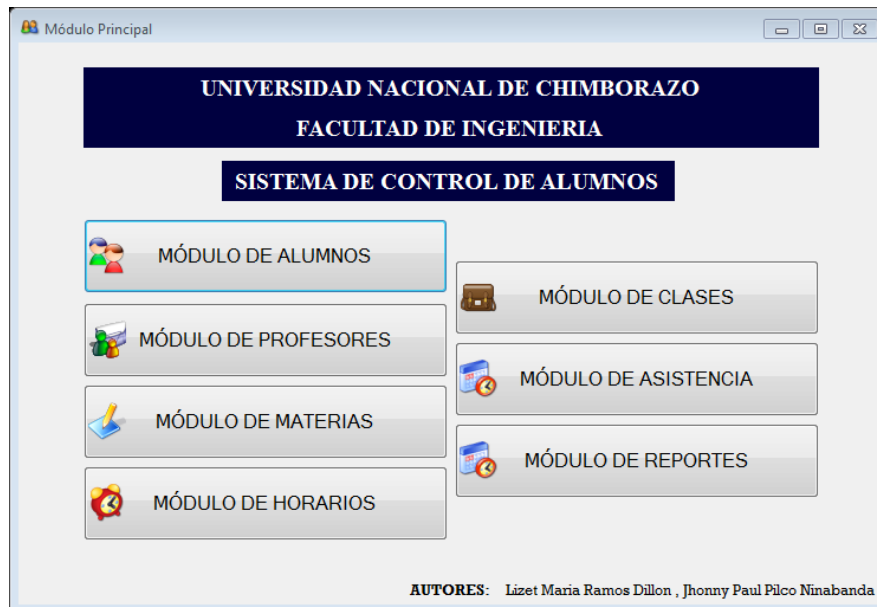 Módulo Principal
UNIVERSIDAD NACIONAL DE CHIMBORAZO
FACULTAD DE INGENIERIA
SISTEMA DE CONTROL DE ALUMNOS
MÓDULO DE ALUMNOS
MÓDULO DE PROFESORES
MÓDULO DE MATERIAS
MÓDULO DE HORARIOS
MÓDULO DE CLASES
MÓDULO DE ASISTENCIA
MÓDULO DE REPORTES
AUTORES: Lizet Maria Ramos Dillon , Jhonny Paul Pilco Ninabanda